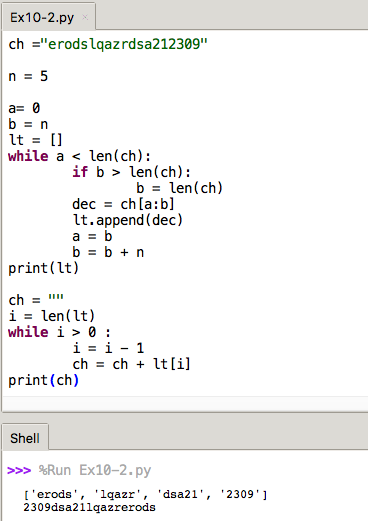 Ex10-2.py ×
ch ="erodslqazrdsa212309"
n = 5
a= 0
b = n
lt = []
while a < len(ch):
        if b > len(ch):
                b = len(ch)
        dec = ch[a:b]
        lt.append(dec)
        a = b
        b = b + n
print(lt)
ch = ""
i = len(lt)
while i > 0 :
        i = i - 1
        ch = ch + lt[i]
print(ch)
Shell
>>> %Run Ex10-2.py
['erods', 'lqazr', 'dsa21', '2309']
2309dsa21lqazrerods